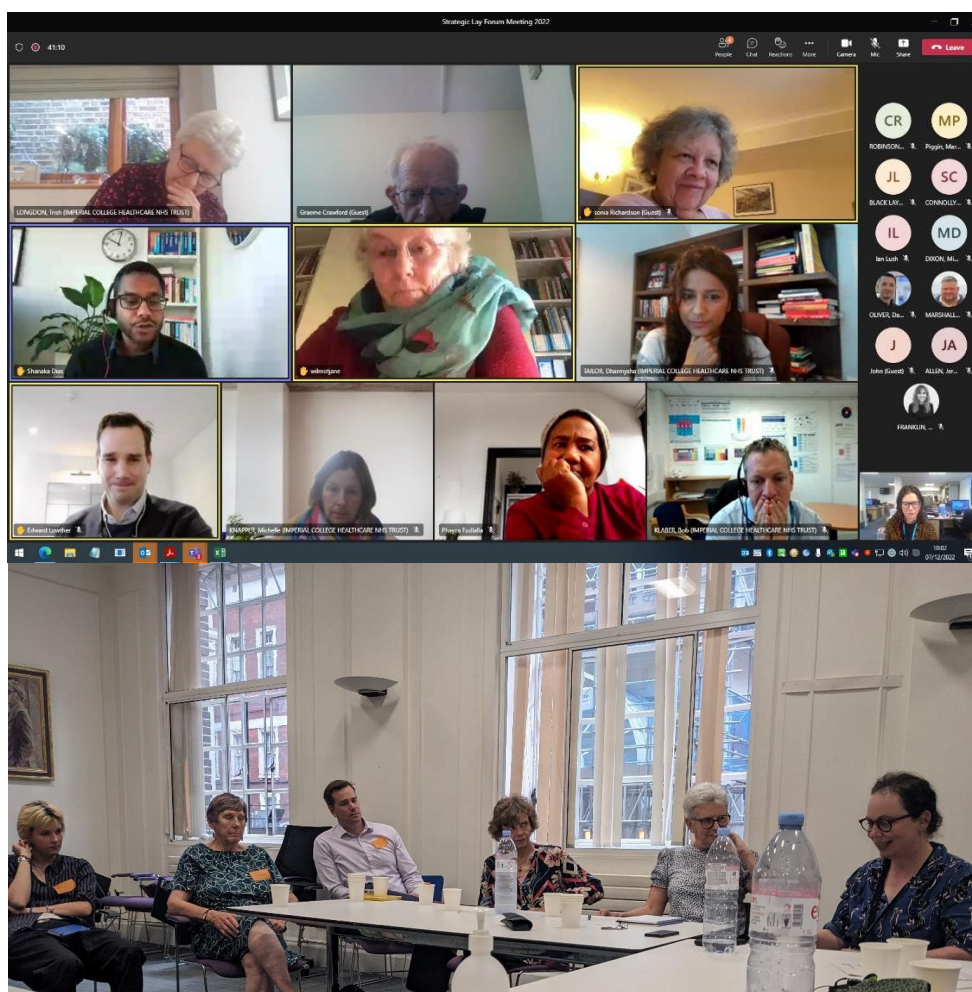 Strategic Lay Forum Meeting 2022
41:10
People
Chat
Reactions
More
Camera
Mic
Share
Leave
LONGDON, Trish (IMPERIAL COLLEGE HEALTHCARE NHS TRUST)
Graeme Crawford (Guest)
sonia Richardson (Guest)
Shanaka Dias
wilmotjane
TAILOR, Dharmysha (IMPERIAL COLLEGE HEALTHCARE NHS TRUST)
Edward Lowther
KNAPPER, Michelle (IMPERIAL COLLEGE HEALTHCARE NHS TRUST)
Phayza Fudlalla
KLABER, Bob (IMPERIAL COLLEGE HEALTHCARE NHS TRUST)
CR
MP
ROBINSON...
Piggin, Mar...
JL
SC
BLACK LAY...
CONNOLLY...
IL
MD
Ian Lush
DIXON, Mi...
OLIVER, De...
MARSHALL...
J
JA
John (Guest)
ALLEN, Jer...
FRANKLIN, ...
10:02
07/12/2022